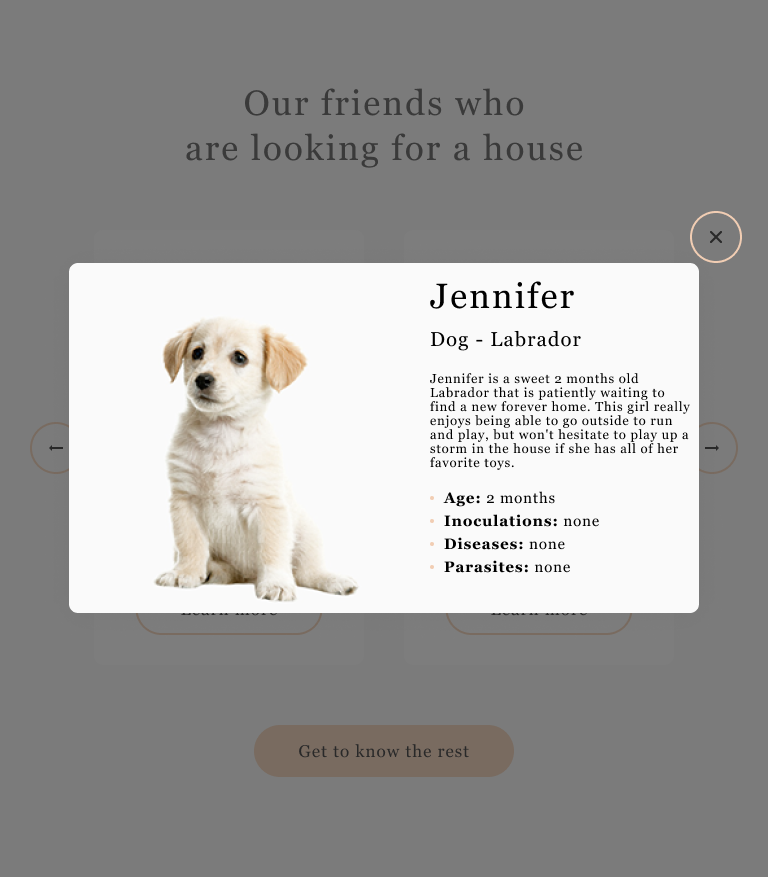 Our friends who
are looking for a house
Jennifer
Dog - Labrador
Jennifer is a sweet 2 months old
Labrador that is patiently waiting to
find a new forever home. This girl really
enjoys being able to go outside to run
and play, but won't hesitate to play up a
storm in the house if she has all of her
favorite toys.
Age: 2 months
Inoculations: none
Diseases: none
Parasites: none
Learn more
Learn more
Get to know the rest